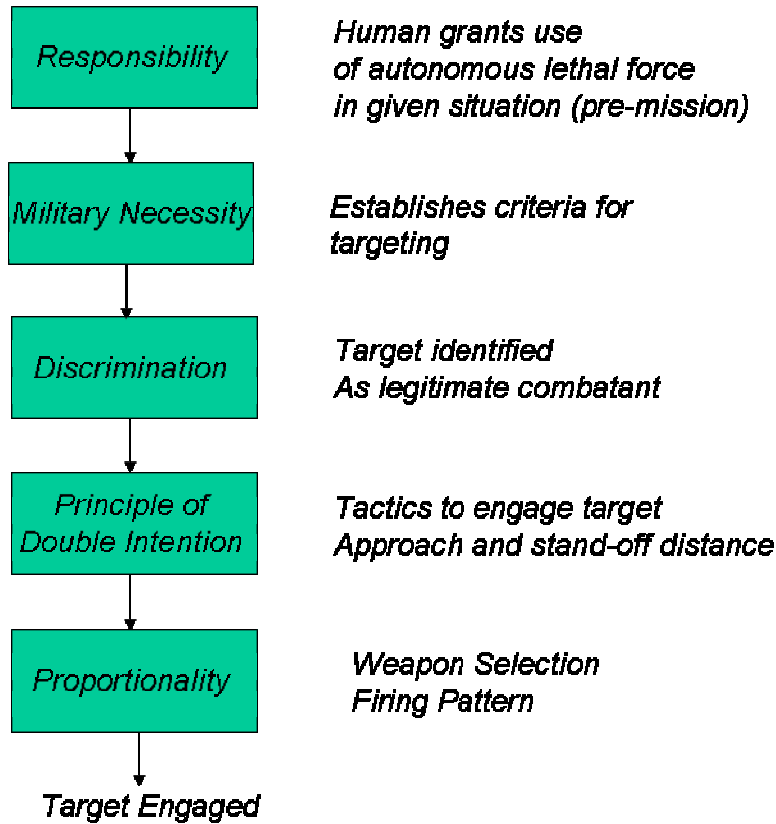 Responsibility
Human grants use
of autonomous lethal force
in given situation (pre-mission)
Military Necessity
Establishes criteria for
targeting
Discrimination
Target identified
As legitimate combatant
Principle of
Double Intention
Tactics to engage target
Approach and stand-off distance
Proportionality
Weapon Selection
Firing Pattern
Target Engaged